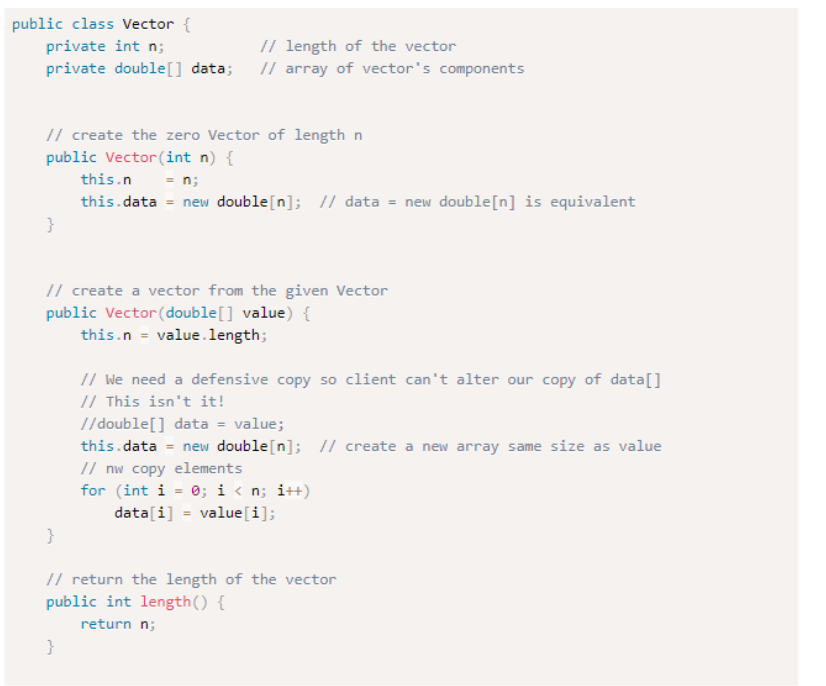 public class Vector {
    private int n;           // length of the vector
    private double[] data;   // array of vector's components
    // create the zero Vector of length n
    public Vector(int n) {
        this.n    = n;
        this.data = new double[n];  // data = new double[n] is equivalent
    }
    // create a vector from the given Vector
    public Vector(double[] value) {
        this.n = value.length;
        // We need a defensive copy so client can't alter our copy of data[]
        // This isn't it!
        //double[] data = value;
        this.data = new double[n];  // create a new array same size as value
        // nw copy elements
        for (int i = 0; i < n; i++)
            data[i] = value[i];
    }
    // return the length of the vector
    public int length() {
        return n;
    }